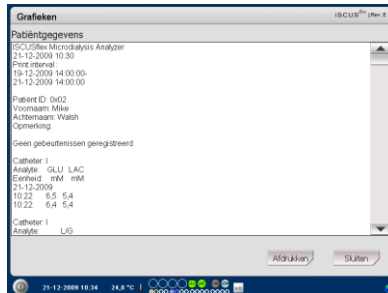 Grafieken
ISCUSflex | Rev. E
Patiëntgegevens
ISCUSflex Microdialysis Analyzer
21-12-2009 10:30
Print interval:
19-12-2009 14:00:00-
21-12-2009 14:00:00
Patiënt ID: 0x02
Voornaam: Mike
Achternaam: Walsh
Opmerking:
Geen gebeurtenissen geregistreerd
Catheter: I
Analyte: GLU LAC
Eenheid: mM mM
21-12-2009
10:22: 6,5 5,4
10:22: 6,4 5,4
Catheter: I
Analyte: L/G
Afdrukken
Sluiten
21-12-2009 10:34 24,8 °C